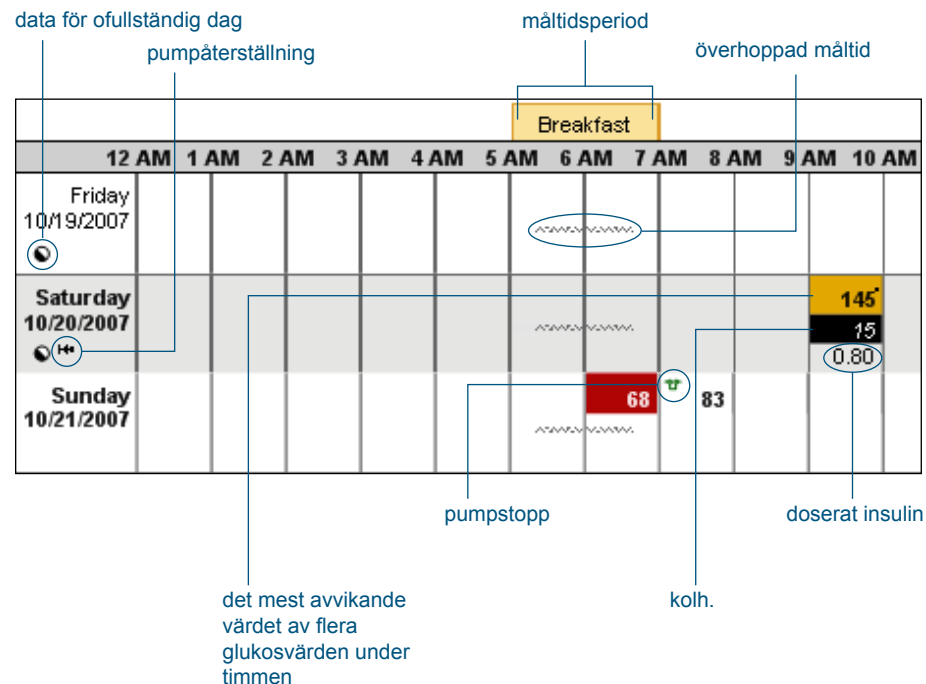 data för ofullständig dag
måltidsperiod
pumpåterställning
överhoppad måltid
Breakfast
12 AM 1 AM 2 AM 3 AM 4 AM 5 AM 6 AM 7 AM 8 AM 9 AM 10 AM
Friday
10/19/2007
Saturday
10/20/2007
145
15
0.80
Sunday
10/21/2007
68
83
pumpstopp
doserat insulin
det mest avvikande
värdet av flera
glukosvärden under
timmen
kolh.